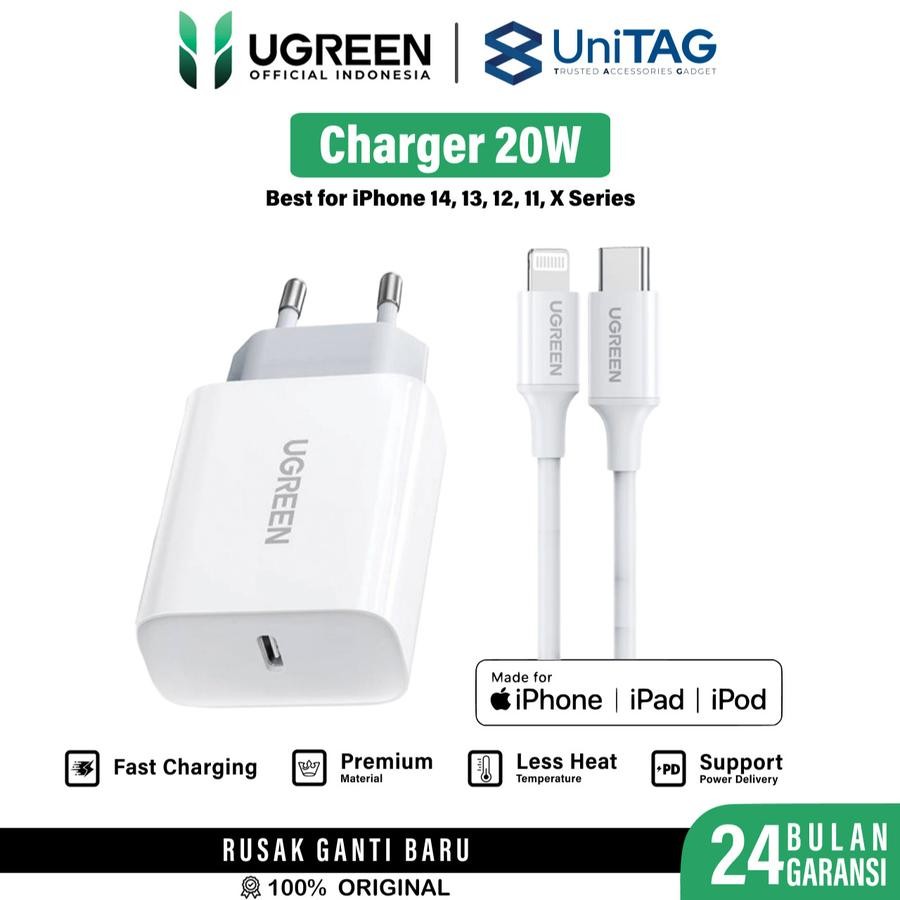 UGREEN
OFFICIAL INDONESIA
UniTAG
TRUSTED ACCESSORIES GADGET
Charger 20W
Best for iPhone 14, 13, 12, 11, X Series
UGREEN
UGREEN
UGREEN
Made for
iPhone | iPad | iPod
Fast Charging
Premium
Material
Less Heat
Temperature
PD
Support
Power Delivery
RUSAK GANTI BARU
100% ORIGINAL
24 BULAN
GARANSI